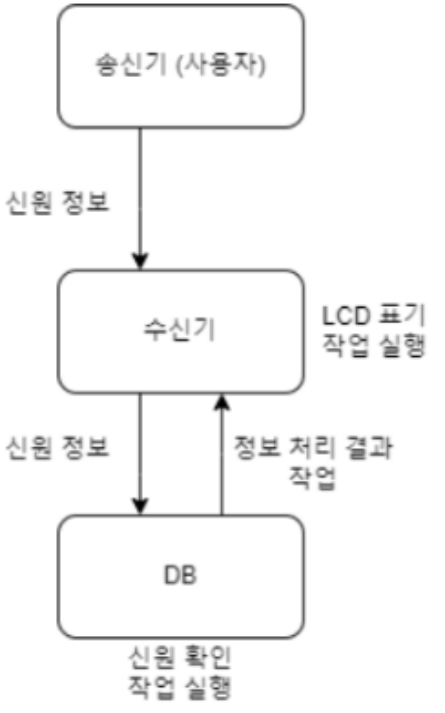 송신기 (사용자)
신원 정보
수신기
LCD 표기
작업 실행
신원 정보
정보 처리 결과
작업
DB
신원 확인
작업 실행